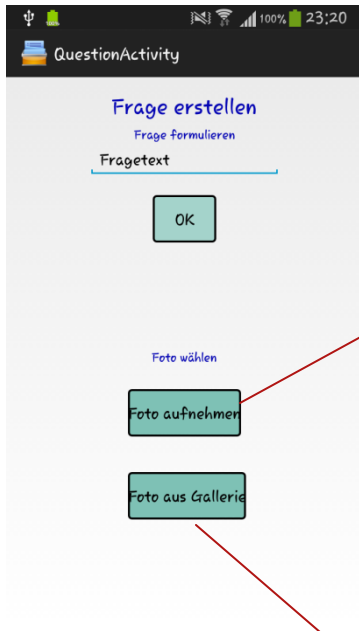 100% 23:20
QuestionActivity
Frage erstellen
Frage formulieren
Fragetext
OK
Foto wählen
Foto aufnehmen
Foto aus Gallerie